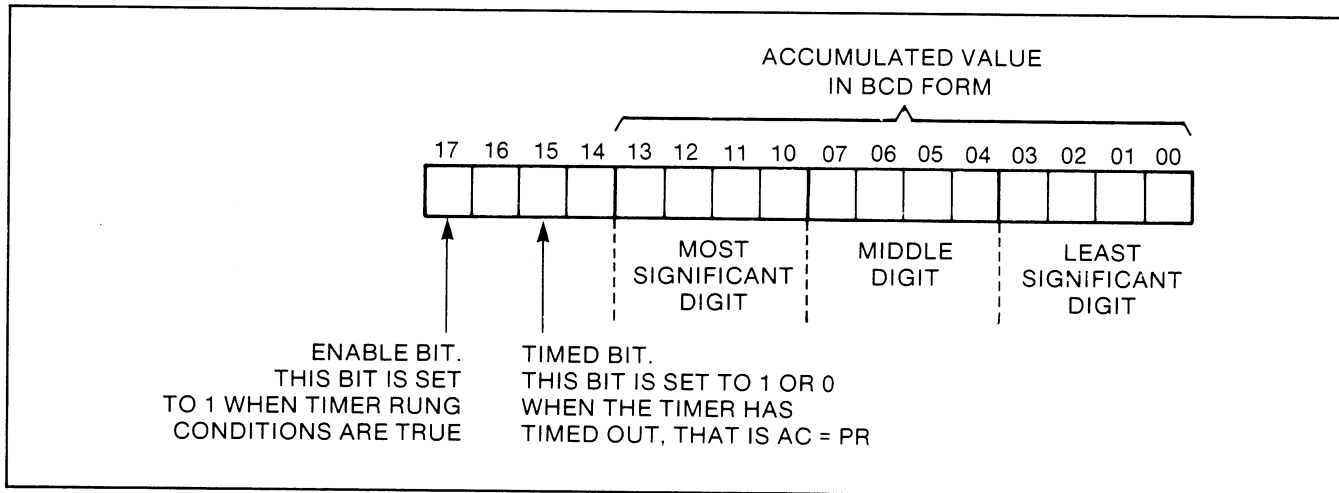 ACCUMULATED VALUE
IN BCD FORM
17 16 15 14 13 12 11 10 07 06 05 04 03 02 01 00
MOST
SIGNIFICANT
DIGIT
MIDDLE
DIGIT
LEAST
SIGNIFICANT
DIGIT
ENABLE BIT.
THIS BIT IS SET
TO 1 WHEN TIMER RUNG
CONDITIONS ARE TRUE
TIMED BIT.
THIS BIT IS SET TO 1 OR 0
WHEN THE TIMER HAS
TIMED OUT, THAT IS AC = PR